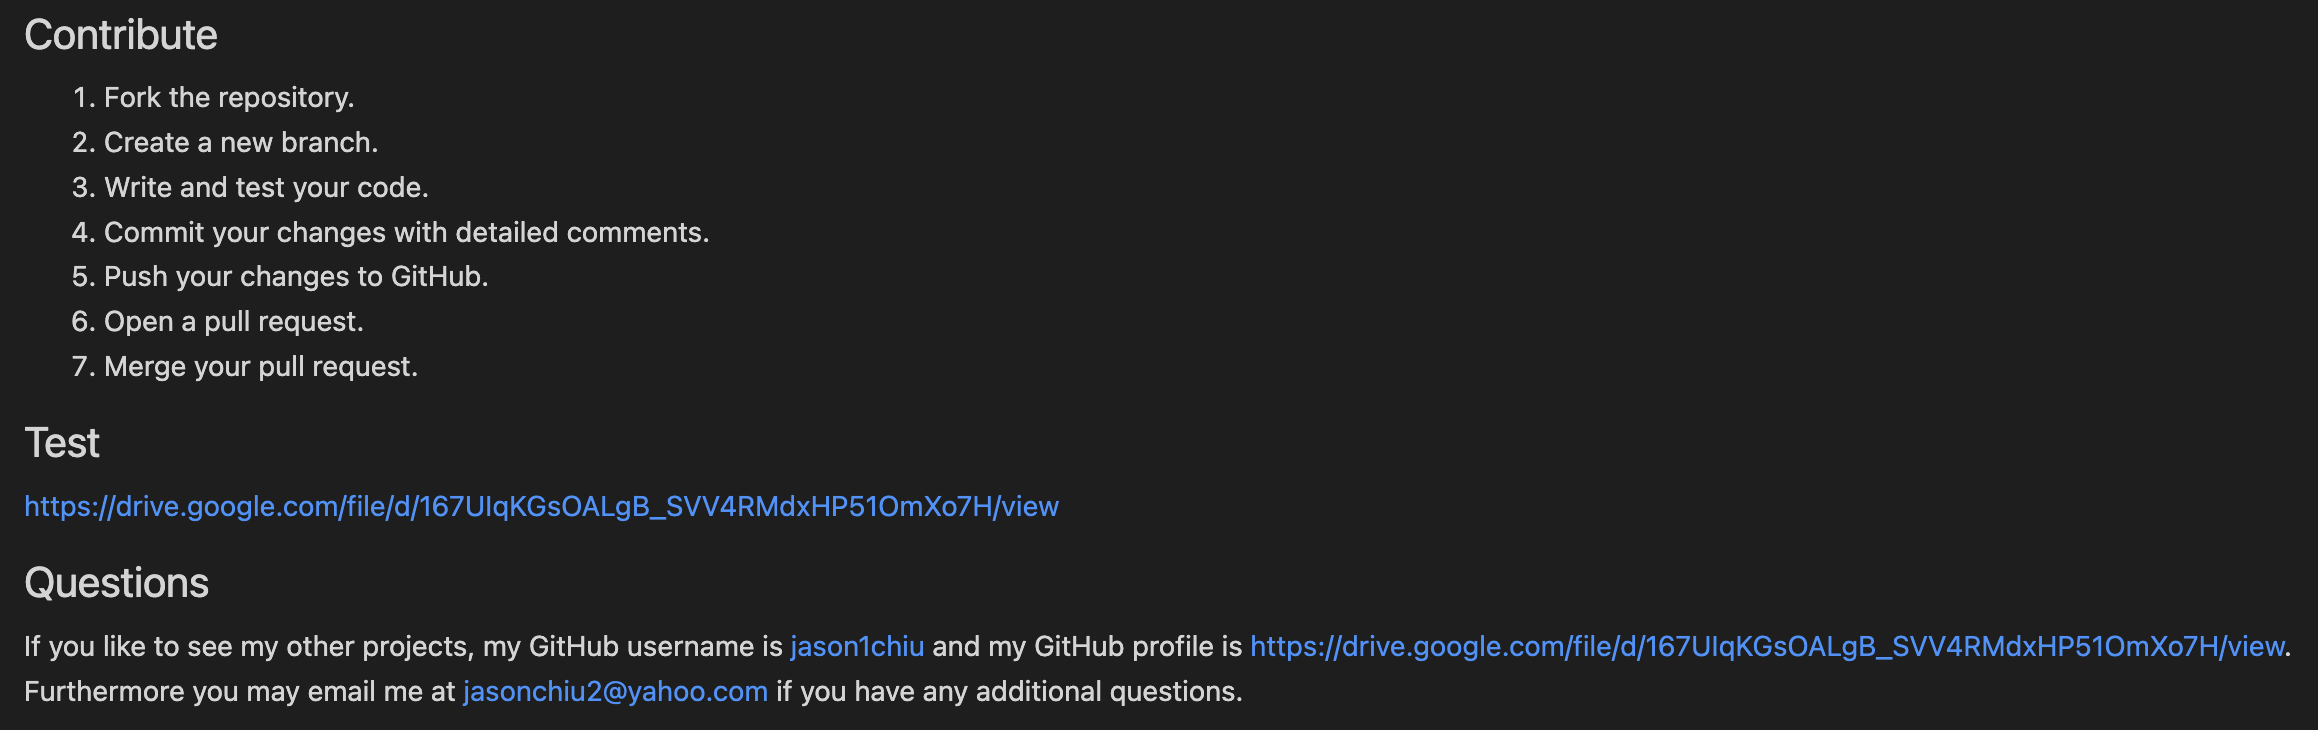 Contribute
1. Fork the repository.
2. Create a new branch.
3. Write and test your code.
4. Commit your changes with detailed comments.
5. Push your changes to GitHub.
6. Open a pull request.
7. Merge your pull request.
Test
https://drive.google.com/file/d/167UIqKGsOALgB_SVV4RMdxHP51OmXo7H/view
Questions
If you like to see my other projects, my GitHub username is jason1chiu and my GitHub profile is https://drive.google.com/file/d/167UIqKGsOALgB_SVV4RMdxHP51OmXo7H/view.
Furthermore you may email me at jasonchiu2@yahoo.com if you have any additional questions.